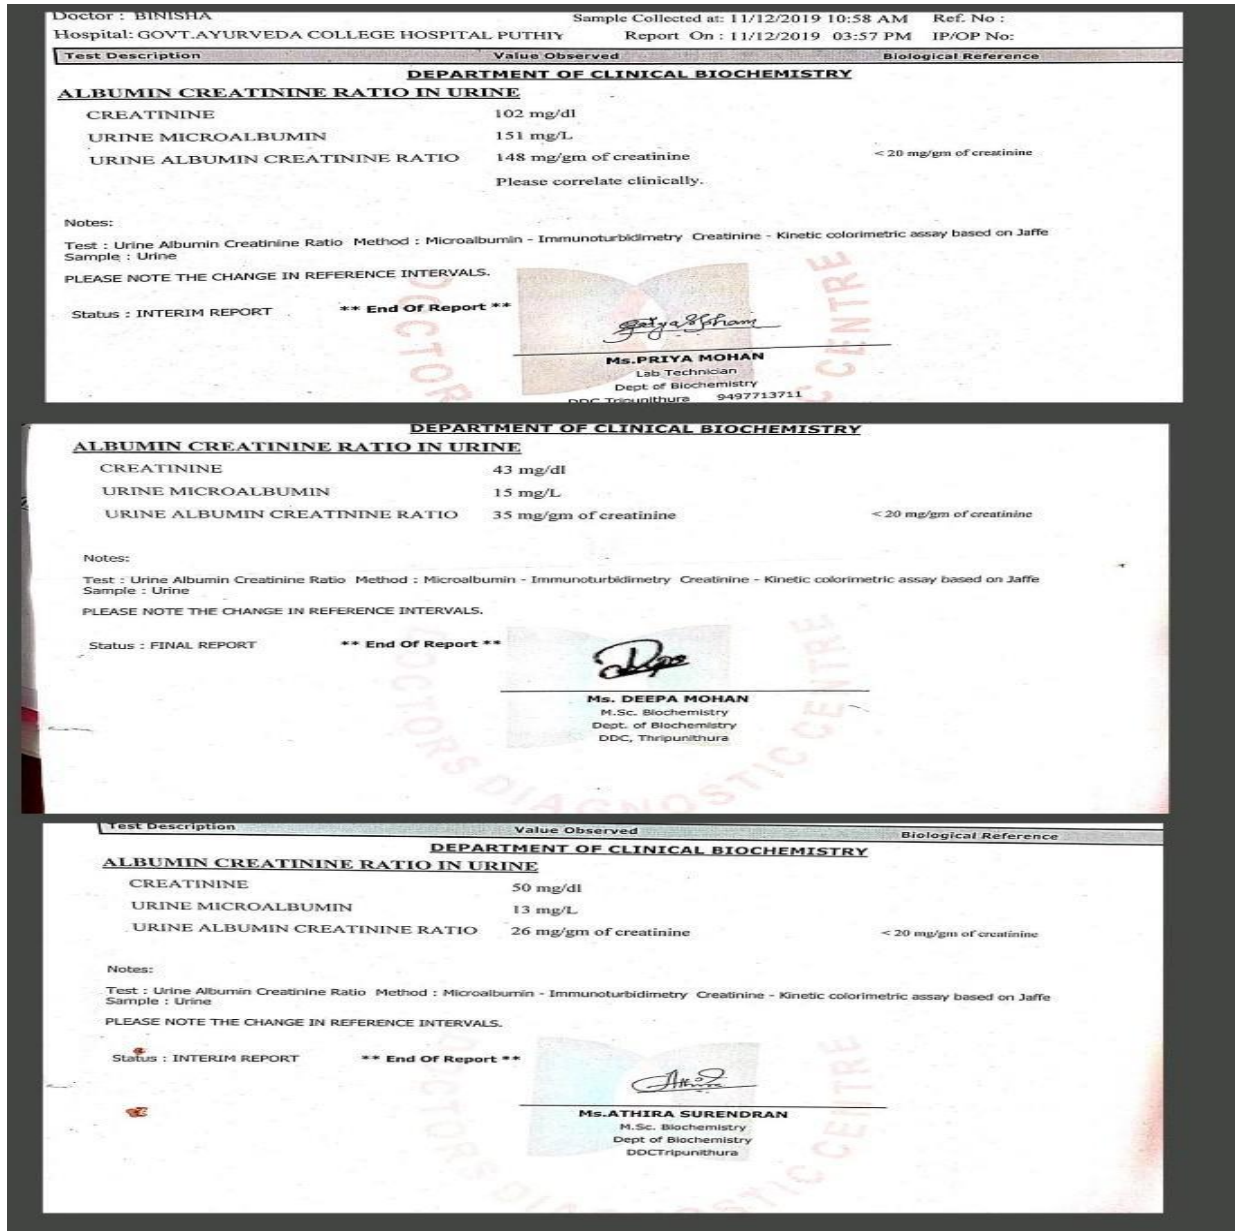 Doctor : BINISHA Sample Collected at: 11/12/2019 10:58 AM Ref. No :
Hospital: GOVT.AYURVEDA COLLEGE HOSPITAL PUTHIY Report On : 11/12/2019 03:57 PM IP/OP No:
Test Description Value Observed Biological Reference
DEPARTMENT OF CLINICAL BIOCHEMISTRY
ALBUMIN CREATININE RATIO IN URINE
CREATININE 102 mg/dl
URINE MICROALBUMIN 151 mg/L
URINE ALBUMIN CREATININE RATIO 148 mg/gm of creatinine < 20 mg/gm of creatinine
Please correlate clinically.
Notes:
Test : Urine Albumin Creatinine Ratio Method : Microalbumin - Immunoturbidimetry Creatinine - Kinetic colorimetric assay based on Jaffe
Sample : Urine
PLEASE NOTE THE CHANGE IN REFERENCE INTERVALS.
Status : INTERIM REPORT ** End Of Report **
Ms.PRIYA MOHAN
Lab Technician
Dept of Biochemistry
DDC Tripunithura 9497713711
DOCTOR CENTRE
DEPARTMENT OF CLINICAL BIOCHEMISTRY
ALBUMIN CREATININE RATIO IN URINE
CREATININE 43 mg/dl
URINE MICROALBUMIN 15 mg/L
URINE ALBUMIN CREATININE RATIO 35 mg/gm of creatinine < 20 mg/gm of creatinine
Notes:
Test : Urine Albumin Creatinine Ratio Method : Microalbumin - Immunoturbidimetry Creatinine - Kinetic colorimetric assay based on Jaffe
Sample : Urine
PLEASE NOTE THE CHANGE IN REFERENCE INTERVALS.
Status : FINAL REPORT ** End Of Report **
Ms. DEEPA MOHAN
M.Sc. Biochemistry
Dept. of Biochemistry
DDC, Thripunithura
DOCTORS DIAGNOSTIC CENTRE
Test Description Value Observed Biological Reference
DEPARTMENT OF CLINICAL BIOCHEMISTRY
ALBUMIN CREATININE RATIO IN URINE
CREATININE 50 mg/dl
URINE MICROALBUMIN 13 mg/L
URINE ALBUMIN CREATININE RATIO 26 mg/gm of creatinine < 20 mg/gm of creatinine
Notes:
Test : Urine Albumin Creatinine Ratio Method : Microalbumin - Immunoturbidimetry Creatinine - Kinetic colorimetric assay based on Jaffe
Sample : Urine
PLEASE NOTE THE CHANGE IN REFERENCE INTERVALS.
Status : INTERIM REPORT ** End Of Report **
Ms.ATHIRA SURENDRAN
M.Sc. Biochemistry
Dept of Biochemistry
DDCTripunithura
DOCTORS DIAGNOSTIC CENTRE